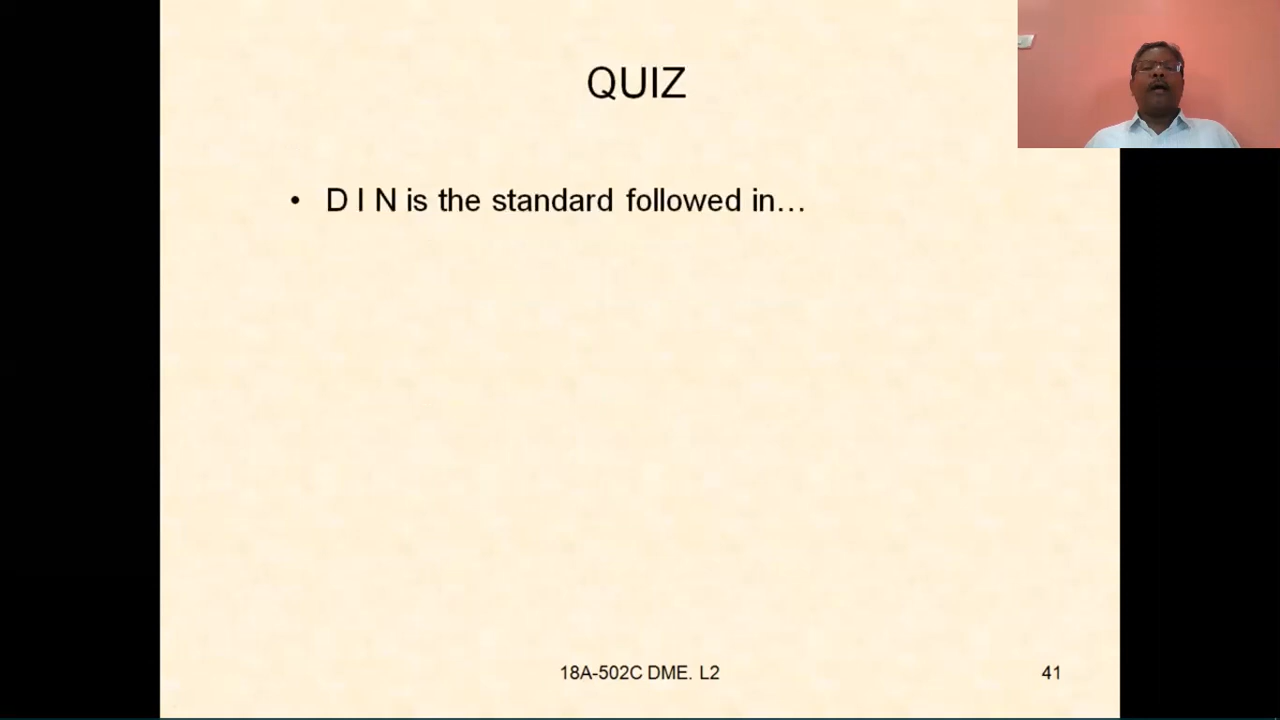 QUIZ
• D I N is the standard followed in…
18A-502C DME. L2
41